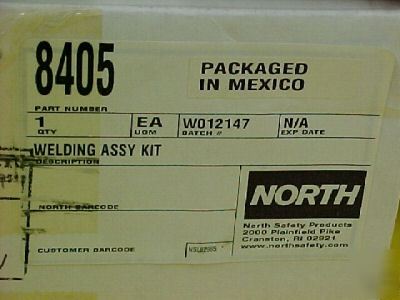 8405
PACKAGED
IN MEXICO
PART NUMBER
1 EA W012147 N/A
QTY UOM BATCH # EXP DATE
WELDING ASSY KIT
DESCRIPTION
NORTH
NORTH BARCODE
North Safety Products
2000 Plainfield Pike
Cranston, RI 02921
www.northsafety.com
CUSTOMER BARCODE